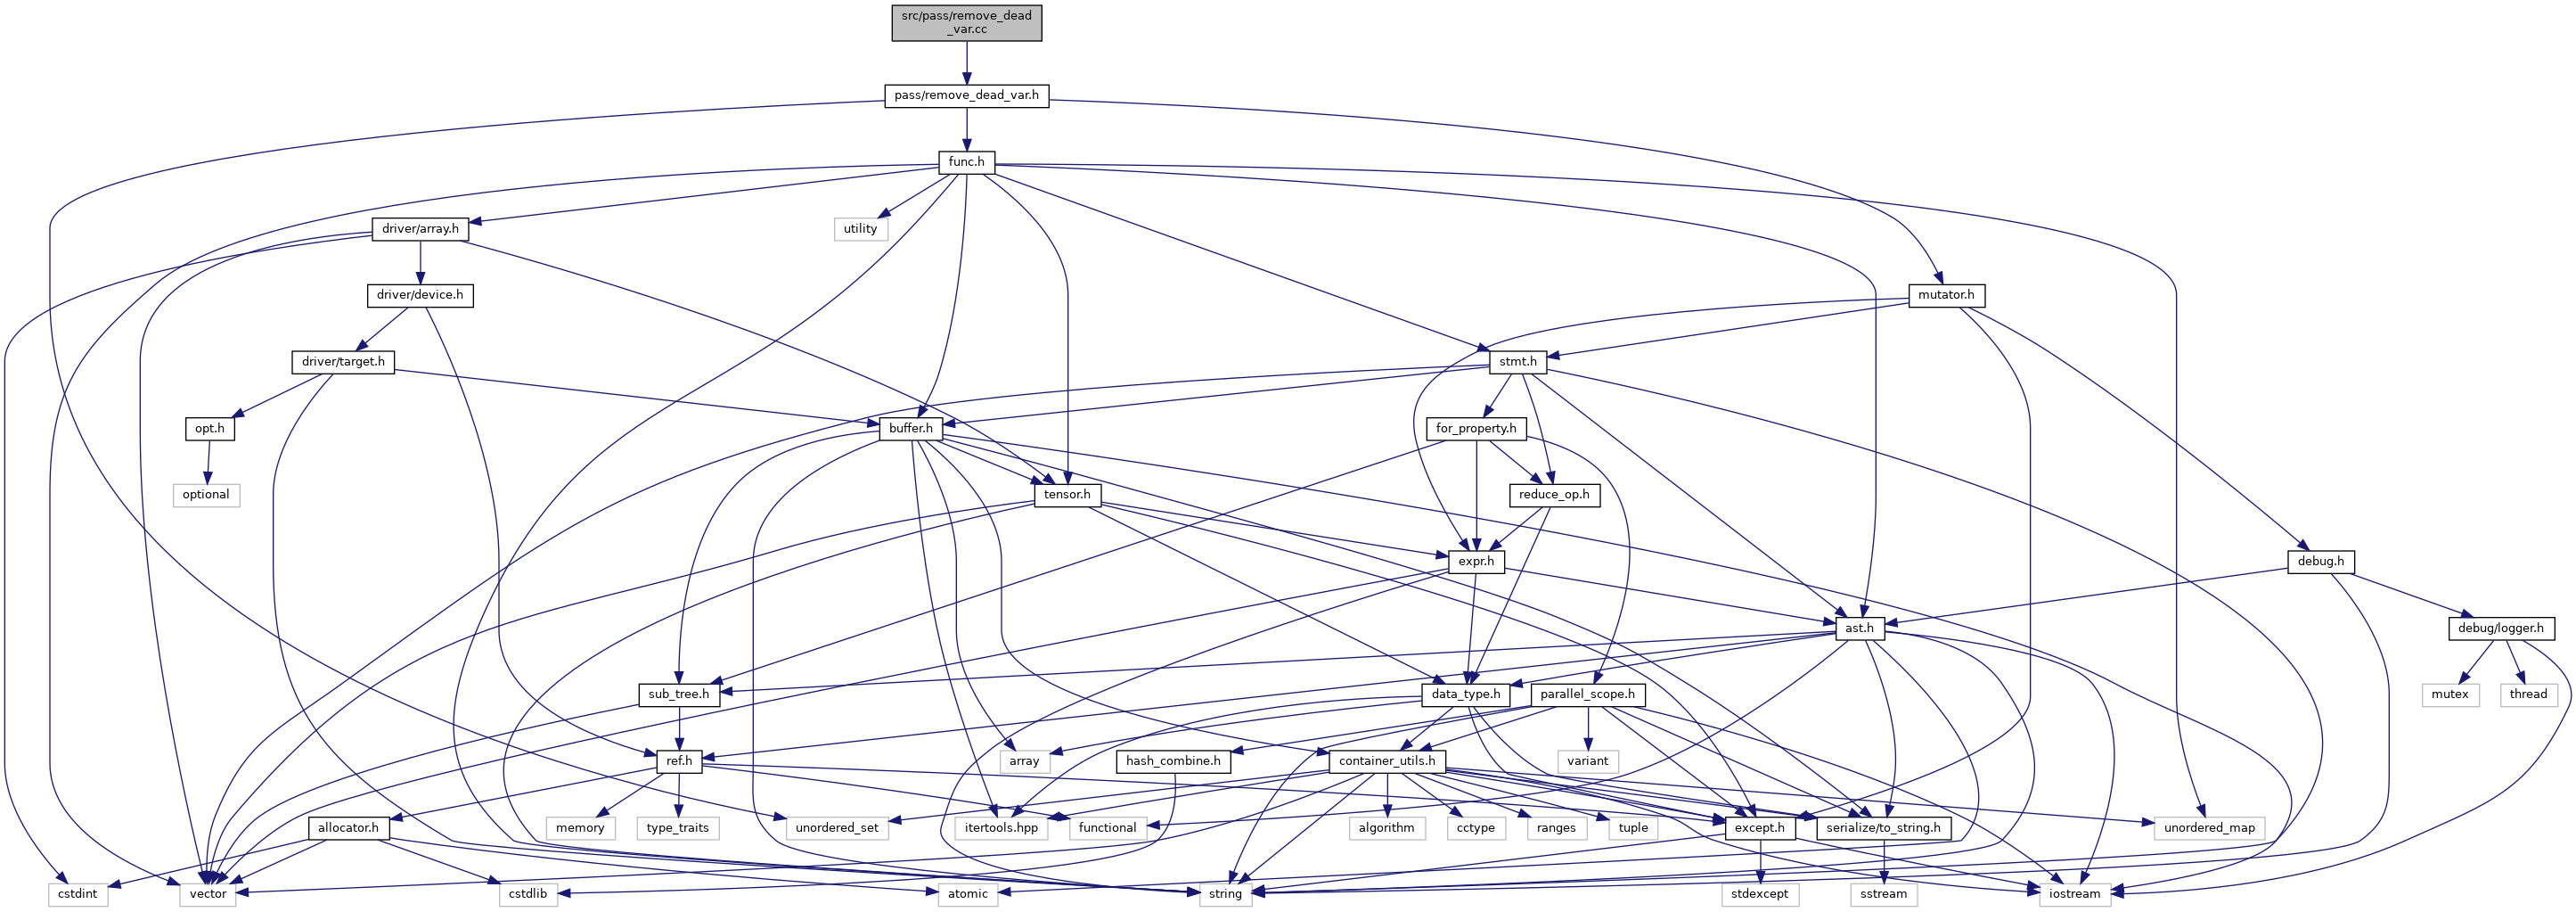 src/pass/remove_dead
_var.cc
pass/remove_dead_var.h
func.h
driver/array.h
utility
driver/device.h
mutator.h
driver/target.h
stmt.h
opt.h
buffer.h
for_property.h
optional
tensor.h
reduce_op.h
expr.h
debug.h
ast.h
debug/logger.h
sub_tree.h
data_type.h
parallel_scope.h
mutex
thread
ref.h
array
hash_combine.h
container_utils.h
variant
allocator.h
memory
type_traits
unordered_set
itertools.hpp
functional
algorithm
cctype
ranges
tuple
except.h
serialize/to_string.h
unordered_map
cstdint
vector
cstdlib
atomic
string
stdexcept
sstream
iostream